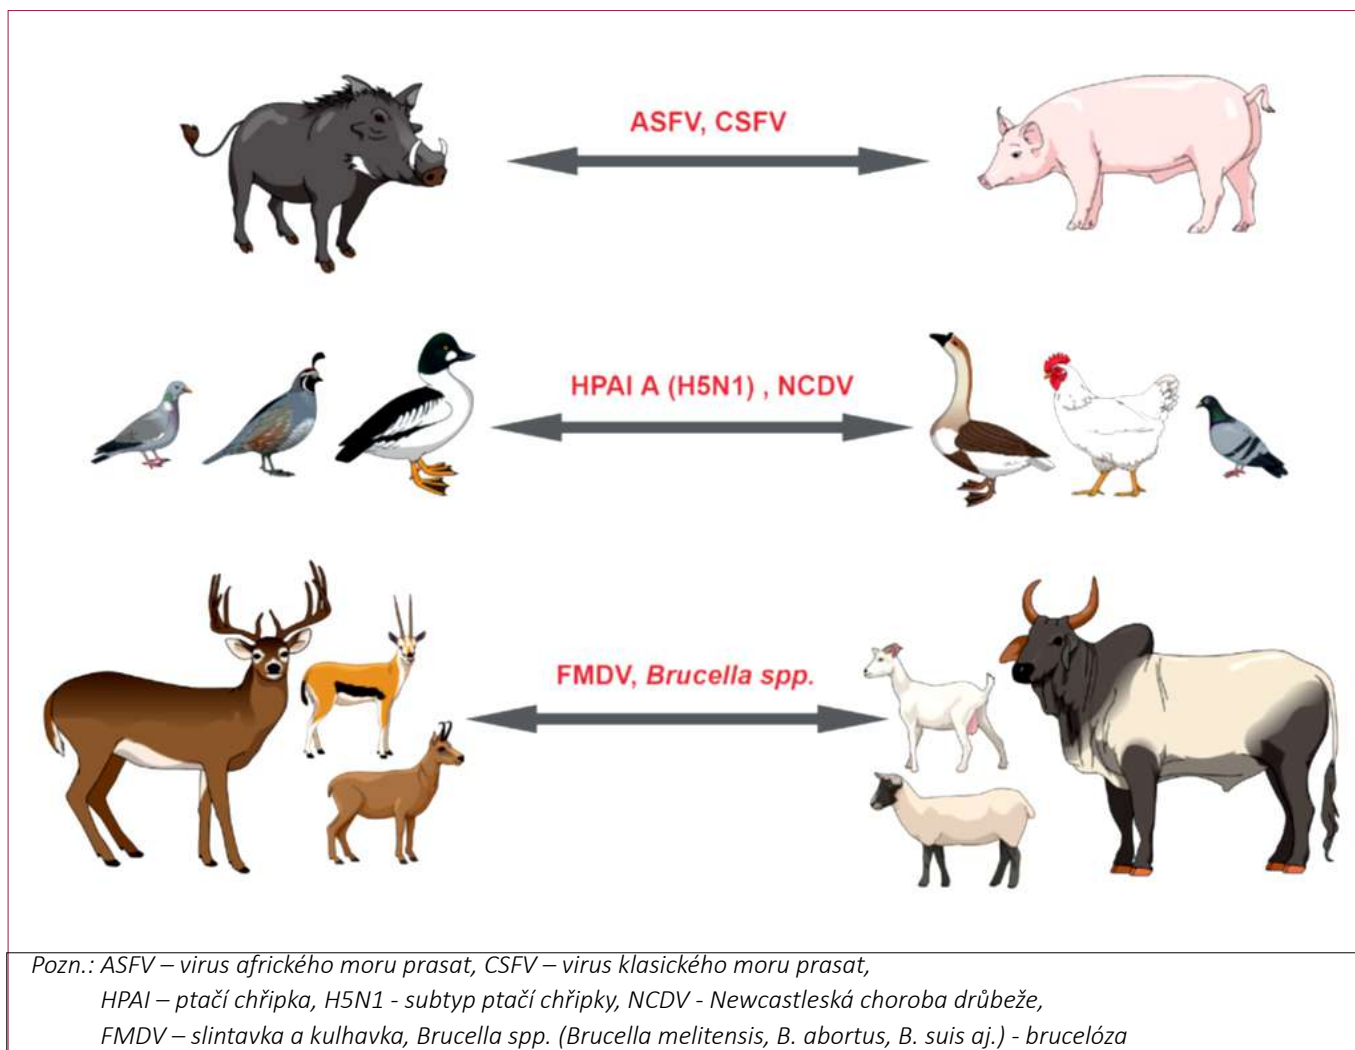 ASFV, CSFV
HPAI A (H5N1) , NCDV
FMDV, Brucella spp.
Pozn.: ASFV – virus afrického moru prasat, CSFV – virus klasického moru prasat,
HPAI – ptačí chřipka, H5N1 - subtyp ptačí chřipky, NCDV - Newcastleská choroba drůbeže,
FMDV – slintavka a kulhavka, Brucella spp. (Brucella melitensis, B. abortus, B. suis aj.) - brucelóza